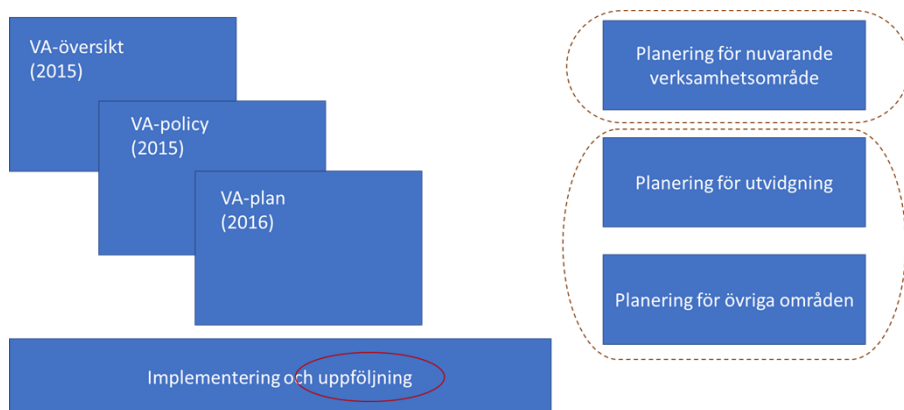 VA-översikt
(2015)
VA-policy
(2015)
VA-plan
(2016)
Implementering och uppföljning
Planering för nuvarande
verksamhetsområde
Planering för utvidgning
Planering för övriga områden